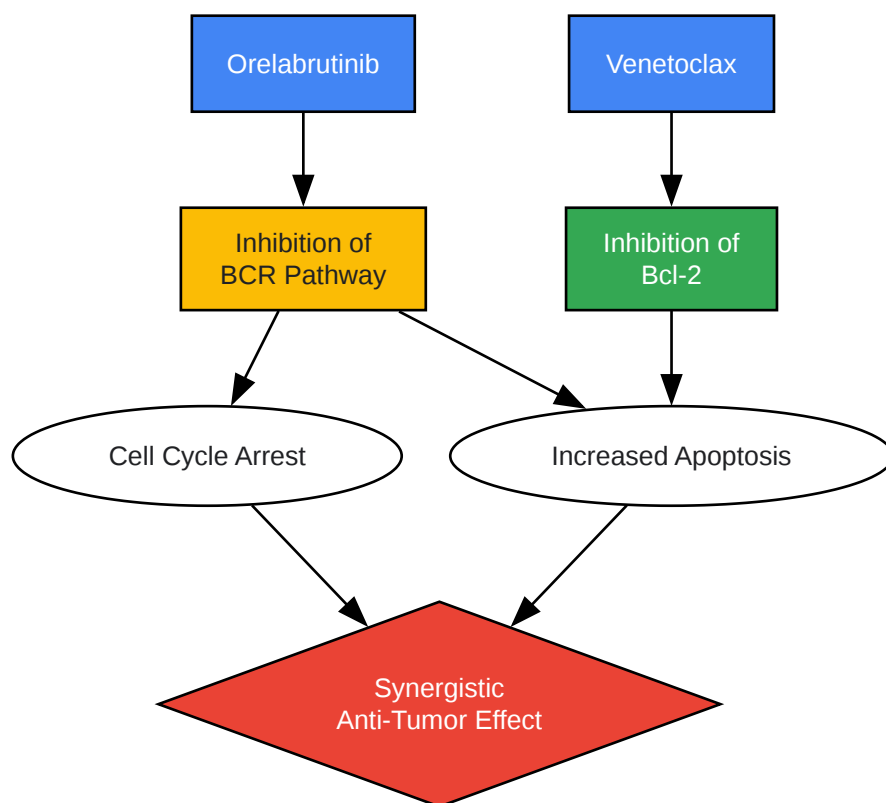 Orelabrutinib
Venetoclax
Inhibition of
BCR Pathway
Inhibition of
Bcl-2
Cell Cycle Arrest
Increased Apoptosis
Synergistic
Anti-Tumor Effect